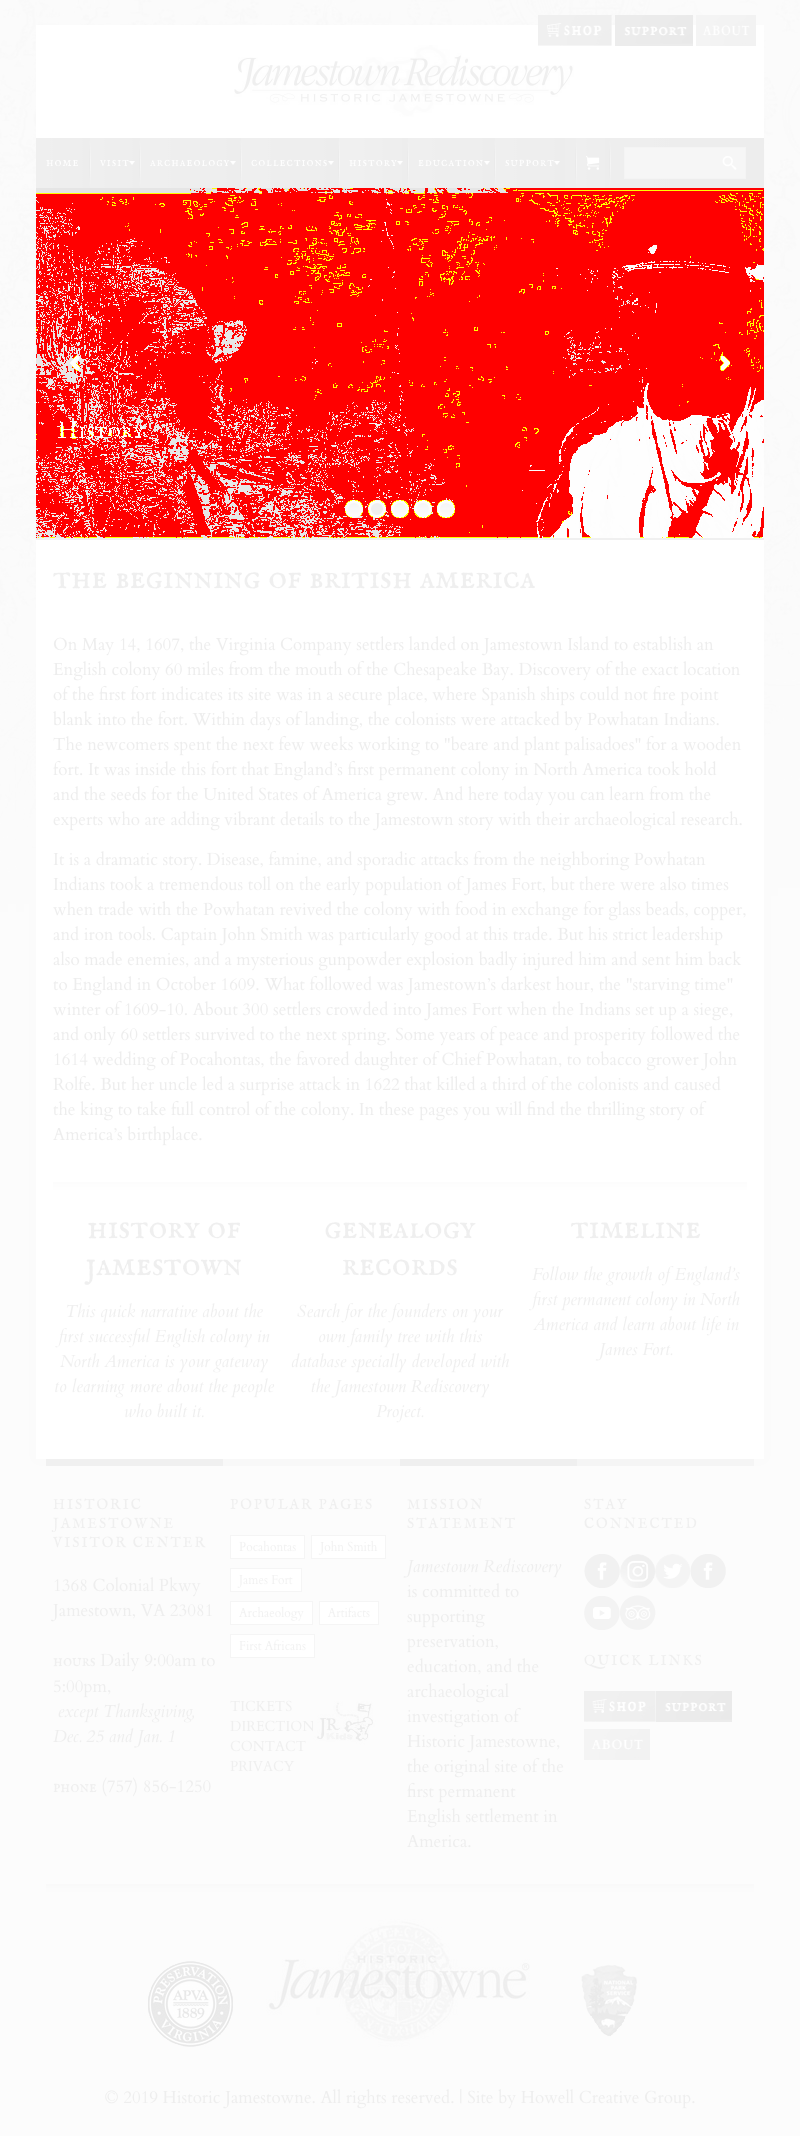 SHOP SUPPORT ABOUT
Jamestown Rediscovery
HISTORIC JAMESTOWNE
HOME VISIT ARCHAEOLOGY COLLECTIONS HISTORY EDUCATION SUPPORT
HISTORY
THE BEGINNING OF BRITISH AMERICA
On May 14, 1607, the Virginia Company settlers landed on Jamestown Island to establish an
English colony 60 miles from the mouth of the Chesapeake Bay. Discovery of the exact location
of the first fort indicates its site was in a secure place, where Spanish ships could not fire point
blank into the fort. Within days of landing, the colonists were attacked by Powhatan Indians.
The newcomers spent the next few weeks working to "beare and plant palisadoes" for a wooden
fort. It was inside this fort that England's first permanent colony in North America took hold
and the seeds for the United States of America grew. And here today you can learn from the
experts who are adding vibrant details to the Jamestown story with their archaeological research.
It is a dramatic story. Disease, famine, and sporadic attacks from the neighboring Powhatan
Indians took a tremendous toll on the early population of James Fort, but there were also times
when trade with the Powhatan revived the colony with food in exchange for glass beads, copper,
and iron tools. Captain John Smith was particularly good at this trade. But his strict leadership
also made enemies, and a mysterious gunpowder explosion badly injured him and sent him back
to England in October 1609. What followed was Jamestown's darkest hour, the "starving time"
winter of 1609-10. About 300 settlers crowded into James Fort when the Indians set up a siege,
and only 60 settlers survived to the next spring. Some years of peace and prosperity followed the
1614 wedding of Pocahontas, the favored daughter of Chief Powhatan, to tobacco grower John
Rolfe. But her uncle led a surprise attack in 1622 that killed a third of the colonists and caused
the king to take full control of the colony. In these pages you will find the thrilling story of
America's birthplace.
HISTORY OF
JAMESTOWN
This quick narrative about the
first successful English colony in
North America is your gateway
to learning more about the people
who built it.
GENEALOGY
RECORDS
Search for the founders on your
own family tree with this
database specially developed with
the Jamestown Rediscovery
Project.
TIMELINE
Follow the growth of England's
first permanent colony in North
America and learn about life in
James Fort.
HISTORIC
JAMESTOWNE
VISITOR CENTER
1368 Colonial Pkwy
Jamestown, VA 23081
HOURS Daily 9:00am to
5:00pm,
except Thanksgiving,
Dec. 25 and Jan. 1
PHONE (757) 856-1250
POPULAR PAGES
Pocahontas John Smith
James Fort
Archaeology Artifacts
First Africans
TICKETS
DIRECTION
CONTACT
PRIVACY
MISSION
STATEMENT
Jamestown Rediscovery
is committed to
supporting
preservation,
education, and the
archaeological
investigation of
Historic Jamestowne,
the original site of the
first permanent
English settlement in
America.
STAY
CONNECTED
QUICK LINKS
SHOP SUPPORT
ABOUT
PRESERVATION
APVA
1889
VIRGINIA
HISTORIC
Jamestowne
© 2019 Historic Jamestowne. All rights reserved. | Site by Howell Creative Group.